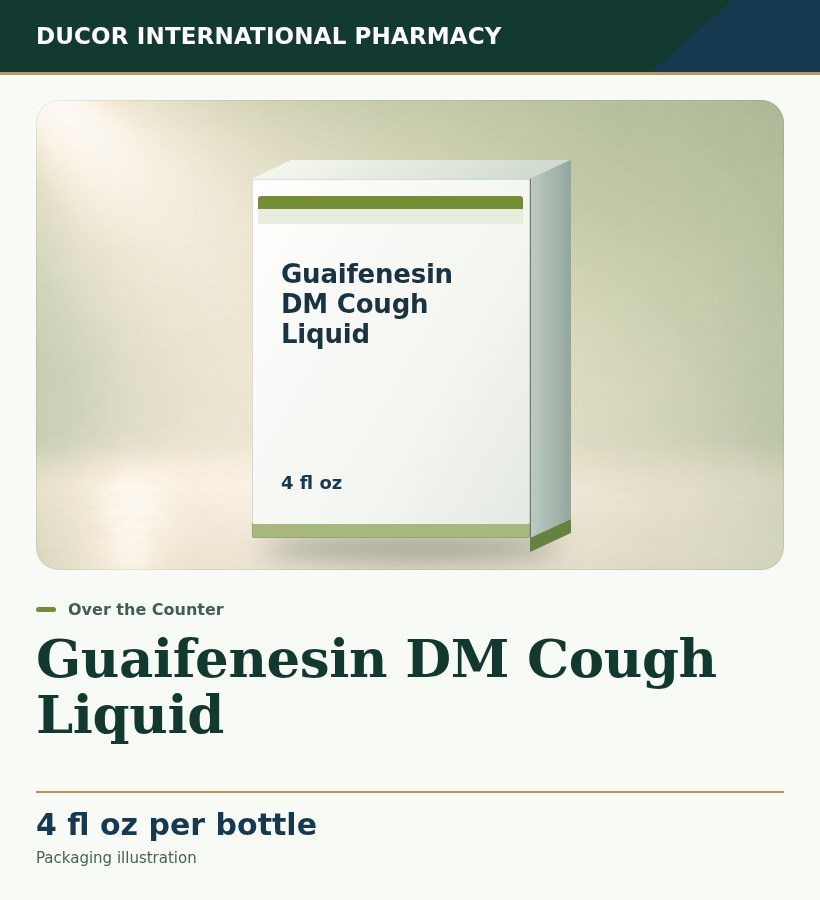 DUCOR INTERNATIONAL PHARMACY
Guaifenesin
DM Cough
Liquid
4 fl oz
Over the Counter
Guaifenesin DM Cough
Liquid
4 fl oz per bottle
Packaging illustration